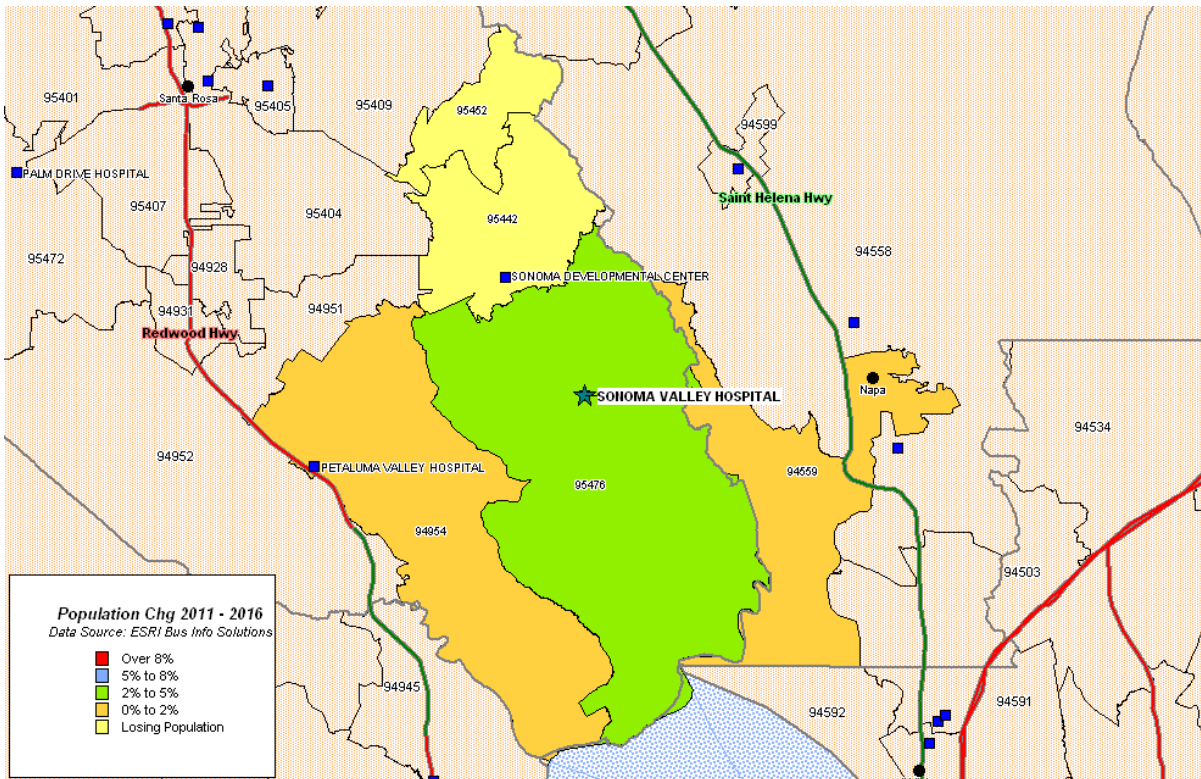 95452
94599
95401
Santa Rosa
95405
95409
PALM DRIVE HOSPITAL
Saint Helena Hwy
95407
95404
95442
94558
95472
94928
SONOMA DEVELOPMENTAL CENTER
94931
94951
Redwood Hwy
Napa
SONOMA VALLEY HOSPITAL
94534
94952
PETALUMA VALLEY HOSPITAL
94559
95476
94954
94503
Population Chg 2011 - 2016
Data Source: ESRI Bus Info Solutions
Over 8%
5% to 8%
2% to 5%
0% to 2%
Losing Population
94945
94592
94591